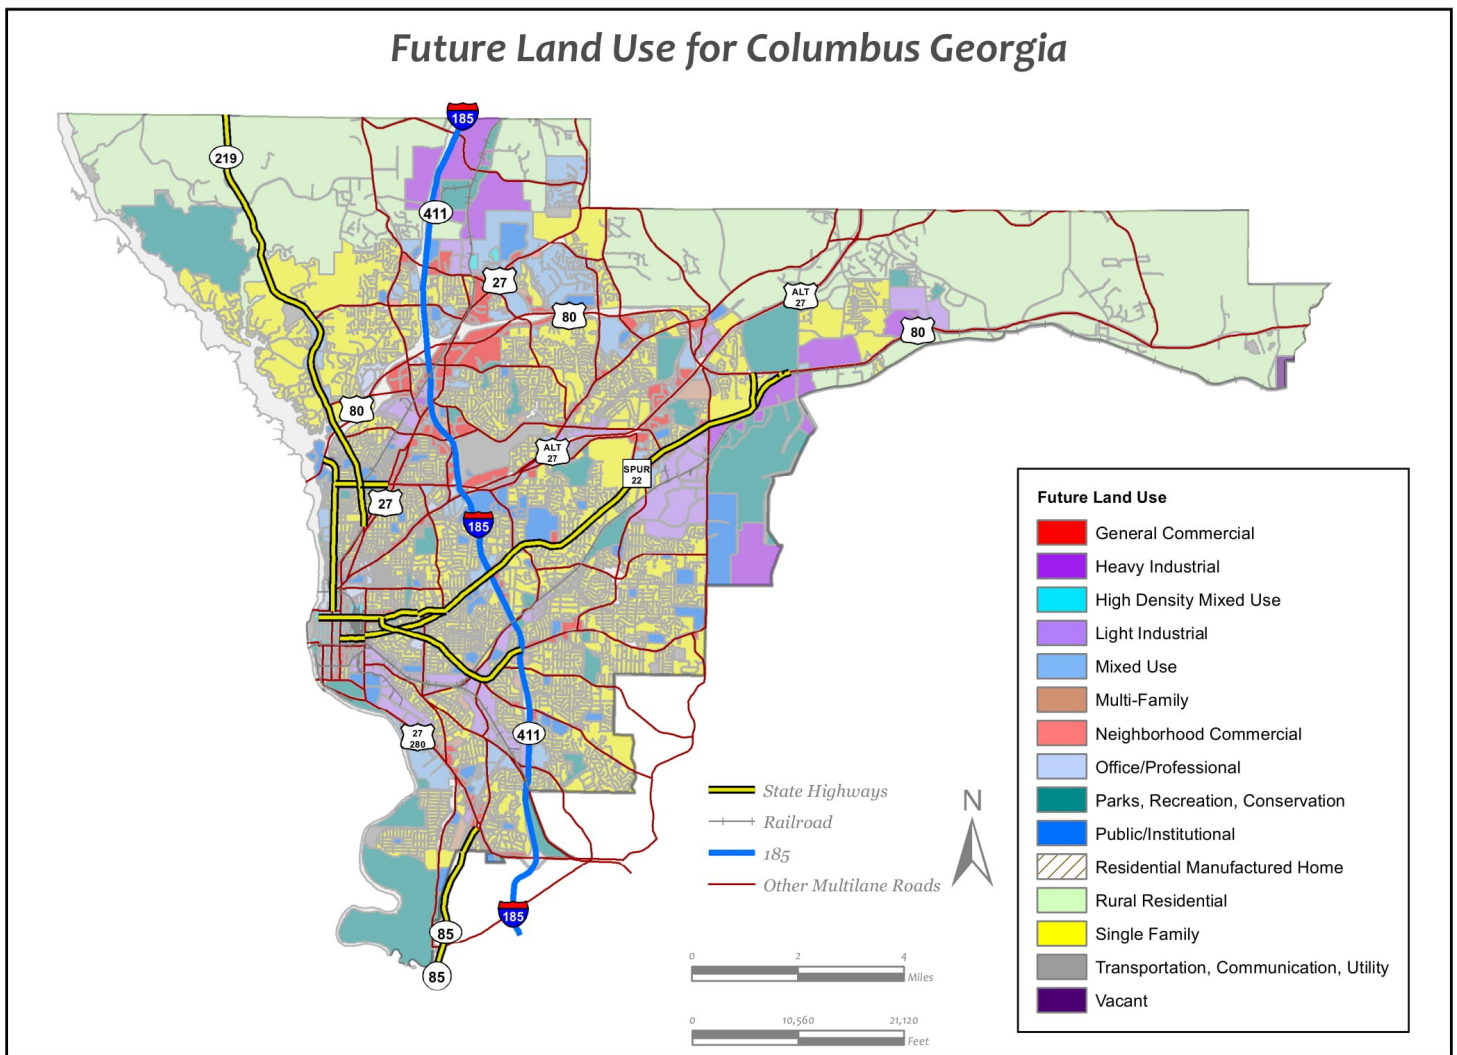 Future Land Use for Columbus Georgia
185
219
411
27
80
ALT
27
80
80
ALT
27
SPUR
22
27
185
27
280
411
185
85
85
State Highways
Railroad
185
Other Multilane Roads
N
0 2 4
Miles
0 10,560 21,120
Feet
Future Land Use
General Commercial
Heavy Industrial
High Density Mixed Use
Light Industrial
Mixed Use
Multi-Family
Neighborhood Commercial
Office/Professional
Parks, Recreation, Conservation
Public/Institutional
Residential Manufactured Home
Rural Residential
Single Family
Transportation, Communication, Utility
Vacant